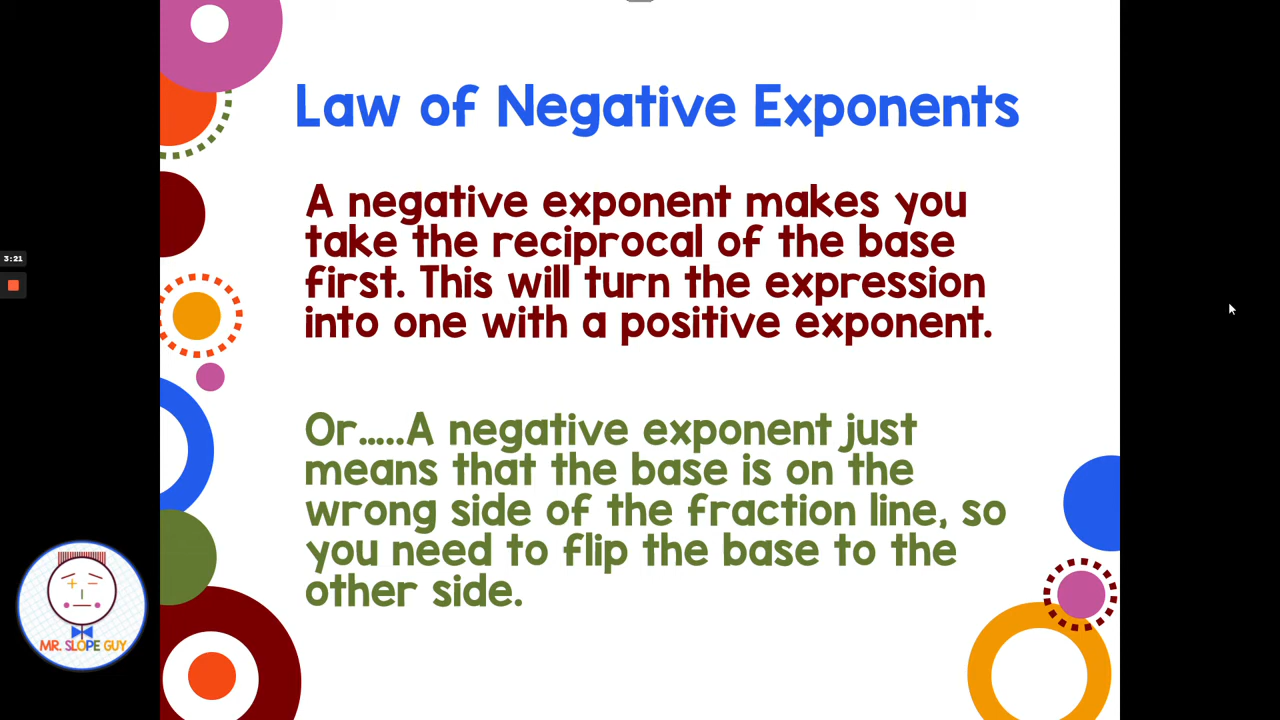 Law of Negative Exponents
A negative exponent makes you
take the reciprocal of the base
first. This will turn the expression
into one with a positive exponent.
3:21
Or.....A negative exponent just
means that the base is on the
wrong side of the fraction line, so
you need to flip the base to the
other side.
MR. SLOPE GUY